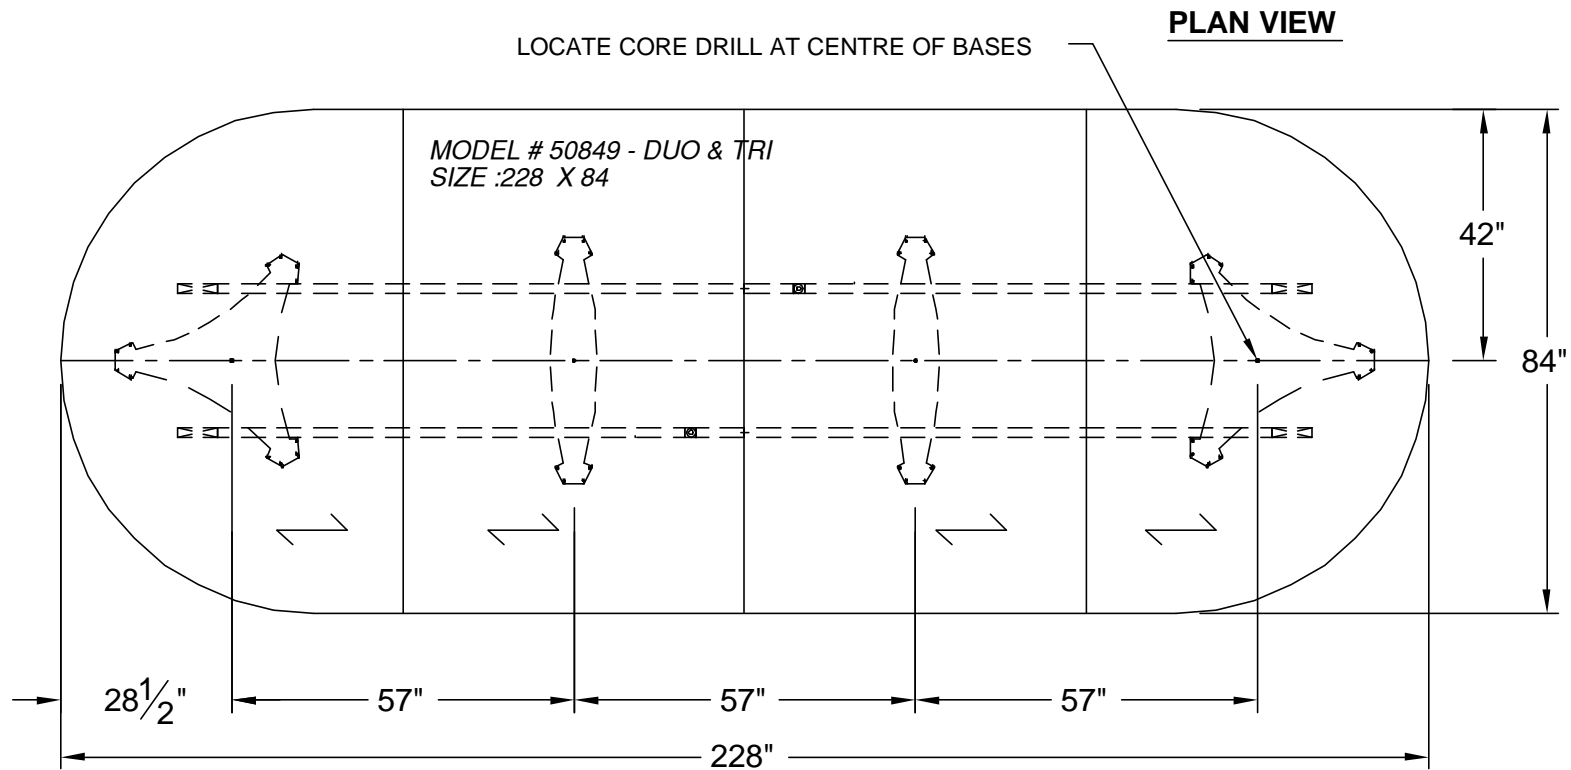 PLAN VIEW
LOCATE CORE DRILL AT CENTRE OF BASES
MODEL # 50849 - DUO & TRI
SIZE :228 X 84
42"
84"
28½"
57"
57"
57"
228"